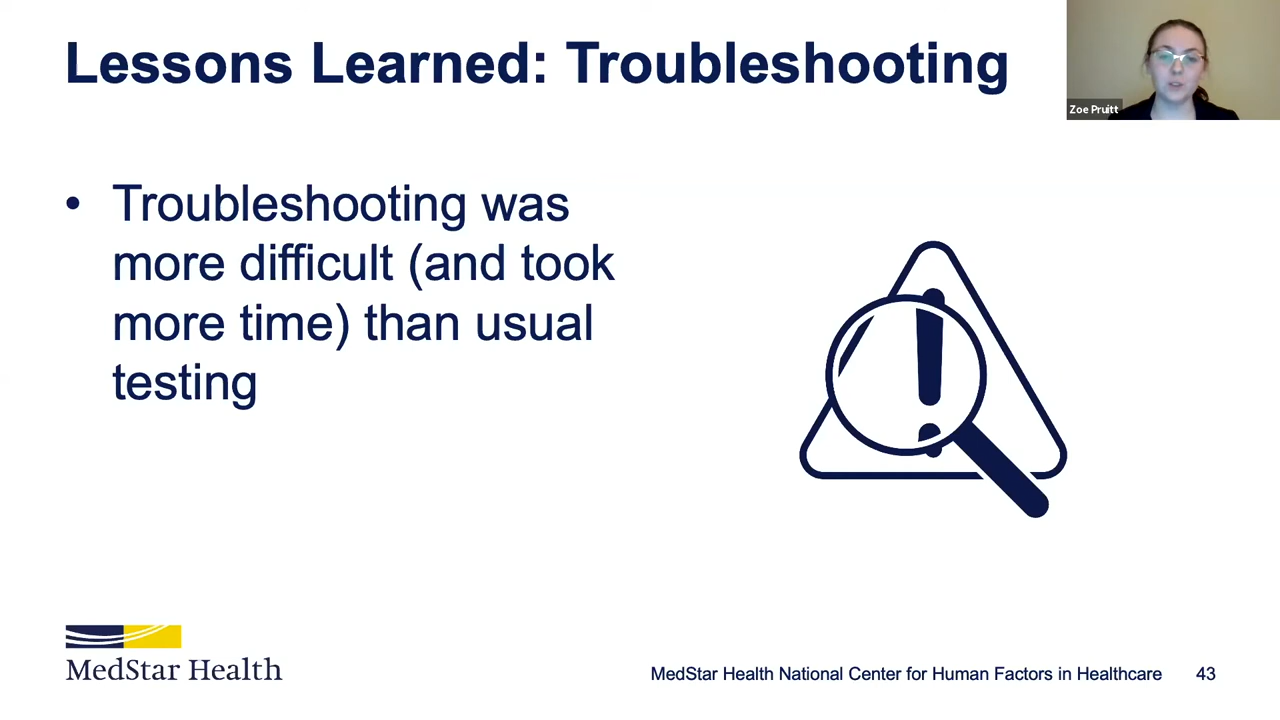 Lessons Learned: Troubleshooting
Zoe Pruitt
• Troubleshooting was
more difficult (and took
more time) than usual
testing
MedStar Health
MedStar Health National Center for Human Factors in Healthcare 43